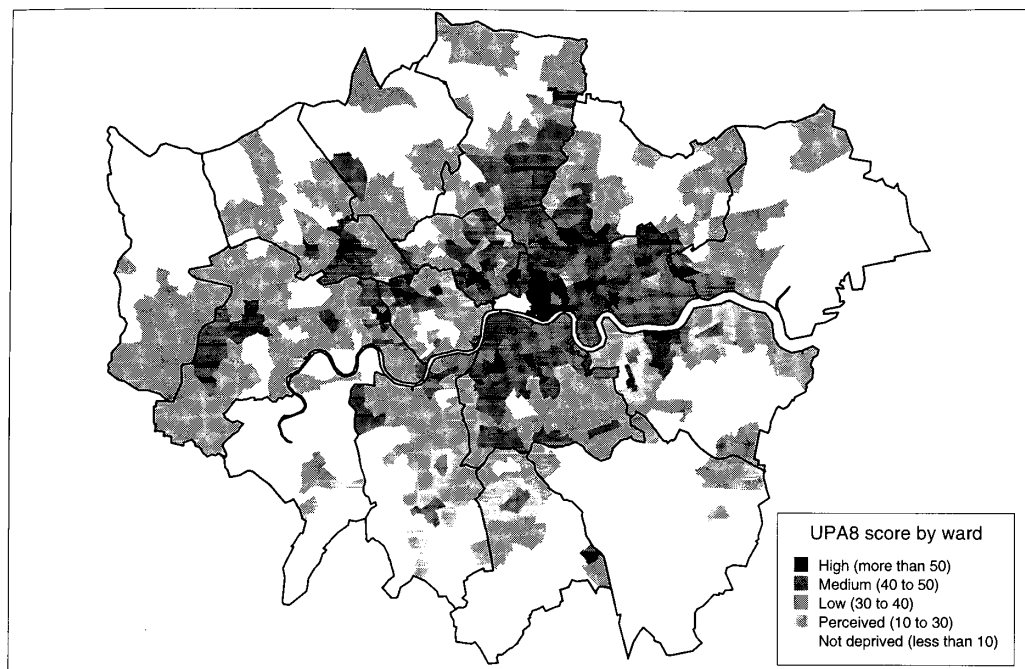 UPA8 score by ward
High (more than 50)
Medium (40 to 50)
Low (30 to 40)
Perceived (10 to 30)
Not deprived (less than 10)